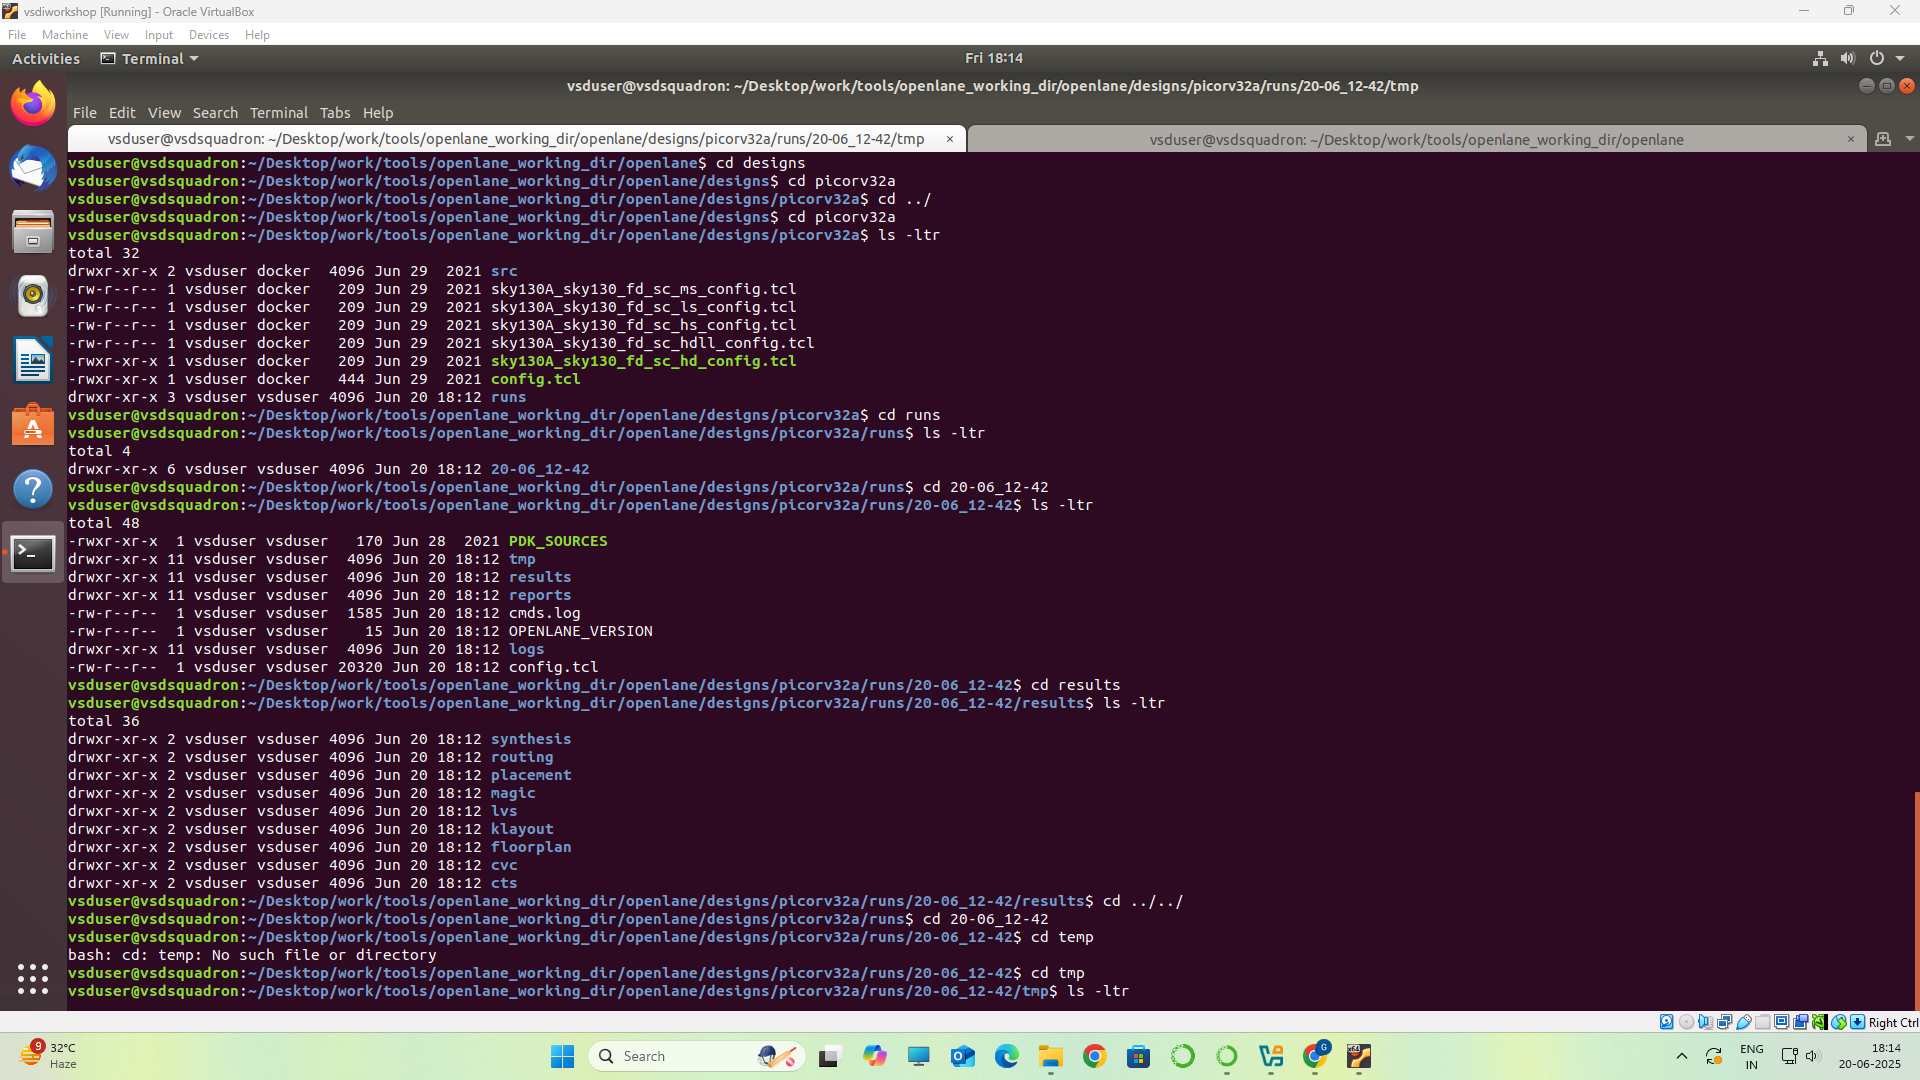 vsdiworkshop [Running] - Oracle VirtualBox
File Machine View Input Devices Help
Activities Terminal Fri 18:14
vsduser@vsdsquadron: ~/Desktop/work/tools/openlane_working_dir/openlane/designs/picorv32a/runs/20-06_12-42/tmp
File Edit View Search Terminal Tabs Help
vsduser@vsdsquadron: ~/Desktop/work/tools/openlane_working_dir/openlane/designs/picorv32a/runs/20-06_12-42/tmp × vsduser@vsdsquadron: ~/Desktop/work/tools/openlane_working_dir/openlane ×
vsduser@vsdsquadron:~/Desktop/work/tools/openlane_working_dir/openlane$ cd designs
vsduser@vsdsquadron:~/Desktop/work/tools/openlane_working_dir/openlane/designs$ cd picorv32a
vsduser@vsdsquadron:~/Desktop/work/tools/openlane_working_dir/openlane/designs/picorv32a$ cd ../
vsduser@vsdsquadron:~/Desktop/work/tools/openlane_working_dir/openlane/designs$ cd picorv32a
vsduser@vsdsquadron:~/Desktop/work/tools/openlane_working_dir/openlane/designs/picorv32a$ ls -ltr
total 32
drwxr-xr-x 2 vsduser docker  4096 Jun 29  2021 src
-rw-r--r-- 1 vsduser docker   209 Jun 29  2021 sky130A_sky130_fd_sc_ms_config.tcl
-rw-r--r-- 1 vsduser docker   209 Jun 29  2021 sky130A_sky130_fd_sc_ls_config.tcl
-rw-r--r-- 1 vsduser docker   209 Jun 29  2021 sky130A_sky130_fd_sc_hs_config.tcl
-rw-r--r-- 1 vsduser docker   209 Jun 29  2021 sky130A_sky130_fd_sc_hdll_config.tcl
-rwxr-xr-x 1 vsduser docker   209 Jun 29  2021 sky130A_sky130_fd_sc_hd_config.tcl
-rwxr-xr-x 1 vsduser docker   444 Jun 29  2021 config.tcl
drwxr-xr-x 3 vsduser vsduser 4096 Jun 20 18:12 runs
vsduser@vsdsquadron:~/Desktop/work/tools/openlane_working_dir/openlane/designs/picorv32a$ cd runs
vsduser@vsdsquadron:~/Desktop/work/tools/openlane_working_dir/openlane/designs/picorv32a/runs$ ls -ltr
total 4
drwxr-xr-x 6 vsduser vsduser 4096 Jun 20 18:12 20-06_12-42
vsduser@vsdsquadron:~/Desktop/work/tools/openlane_working_dir/openlane/designs/picorv32a/runs$ cd 20-06_12-42
vsduser@vsdsquadron:~/Desktop/work/tools/openlane_working_dir/openlane/designs/picorv32a/runs/20-06_12-42$ ls -ltr
total 48
-rwxr-xr-x  1 vsduser vsduser   170 Jun 28  2021 PDK_SOURCES
drwxr-xr-x 11 vsduser vsduser  4096 Jun 20 18:12 tmp
drwxr-xr-x 11 vsduser vsduser  4096 Jun 20 18:12 results
drwxr-xr-x 11 vsduser vsduser  4096 Jun 20 18:12 reports
-rw-r--r--  1 vsduser vsduser  1585 Jun 20 18:12 cmds.log
-rw-r--r--  1 vsduser vsduser    15 Jun 20 18:12 OPENLANE_VERSION
drwxr-xr-x 11 vsduser vsduser  4096 Jun 20 18:12 logs
-rw-r--r--  1 vsduser vsduser 20320 Jun 20 18:12 config.tcl
vsduser@vsdsquadron:~/Desktop/work/tools/openlane_working_dir/openlane/designs/picorv32a/runs/20-06_12-42$ cd results
vsduser@vsdsquadron:~/Desktop/work/tools/openlane_working_dir/openlane/designs/picorv32a/runs/20-06_12-42/results$ ls -ltr
total 36
drwxr-xr-x 2 vsduser vsduser 4096 Jun 20 18:12 synthesis
drwxr-xr-x 2 vsduser vsduser 4096 Jun 20 18:12 routing
drwxr-xr-x 2 vsduser vsduser 4096 Jun 20 18:12 placement
drwxr-xr-x 2 vsduser vsduser 4096 Jun 20 18:12 magic
drwxr-xr-x 2 vsduser vsduser 4096 Jun 20 18:12 lvs
drwxr-xr-x 2 vsduser vsduser 4096 Jun 20 18:12 klayout
drwxr-xr-x 2 vsduser vsduser 4096 Jun 20 18:12 floorplan
drwxr-xr-x 2 vsduser vsduser 4096 Jun 20 18:12 cvc
drwxr-xr-x 2 vsduser vsduser 4096 Jun 20 18:12 cts
vsduser@vsdsquadron:~/Desktop/work/tools/openlane_working_dir/openlane/designs/picorv32a/runs/20-06_12-42/results$ cd ../../
vsduser@vsdsquadron:~/Desktop/work/tools/openlane_working_dir/openlane/designs/picorv32a/runs$ cd 20-06_12-42
vsduser@vsdsquadron:~/Desktop/work/tools/openlane_working_dir/openlane/designs/picorv32a/runs/20-06_12-42$ cd temp
bash: cd: temp: No such file or directory
vsduser@vsdsquadron:~/Desktop/work/tools/openlane_working_dir/openlane/designs/picorv32a/runs/20-06_12-42$ cd tmp
vsduser@vsdsquadron:~/Desktop/work/tools/openlane_working_dir/openlane/designs/picorv32a/runs/20-06_12-42/tmp$ ls -ltr
Right Ctrl
9
32°C
Haze
Search
G
ENG
IN
18:14
20-06-2025